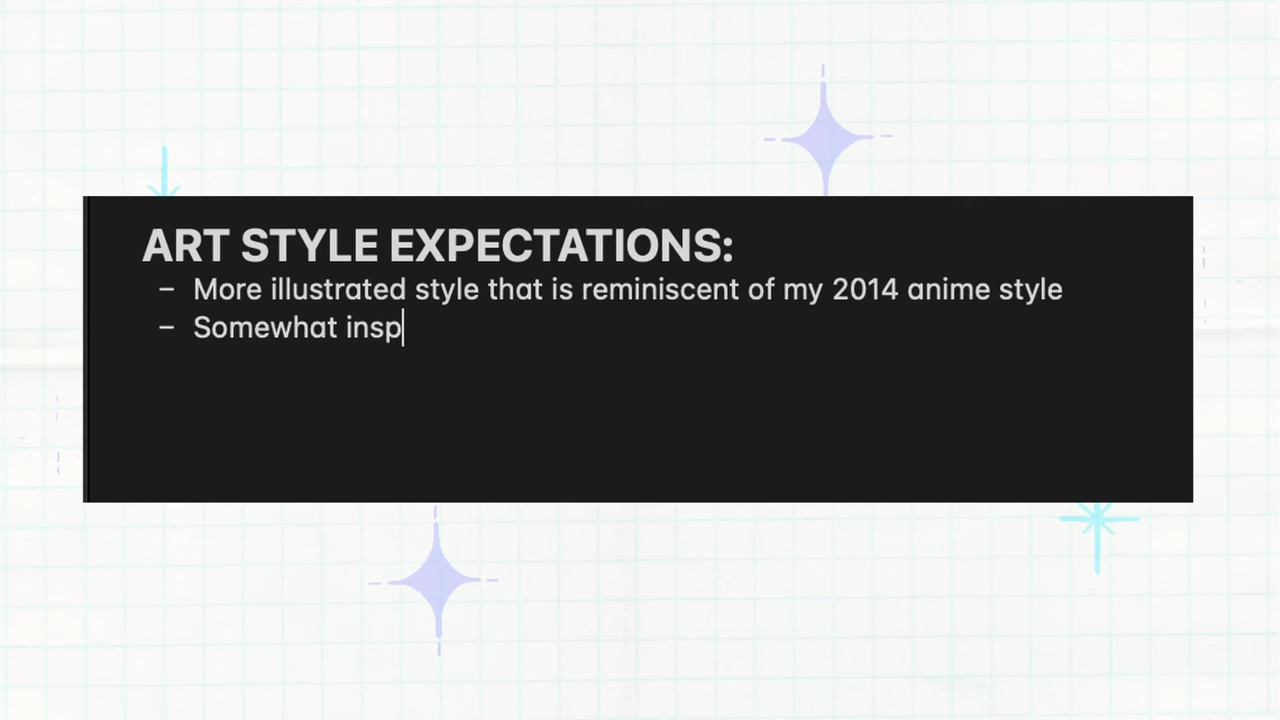 ART STYLE EXPECTATIONS:
– More illustrated style that is reminiscent of my 2014 anime style
– Somewhat insp